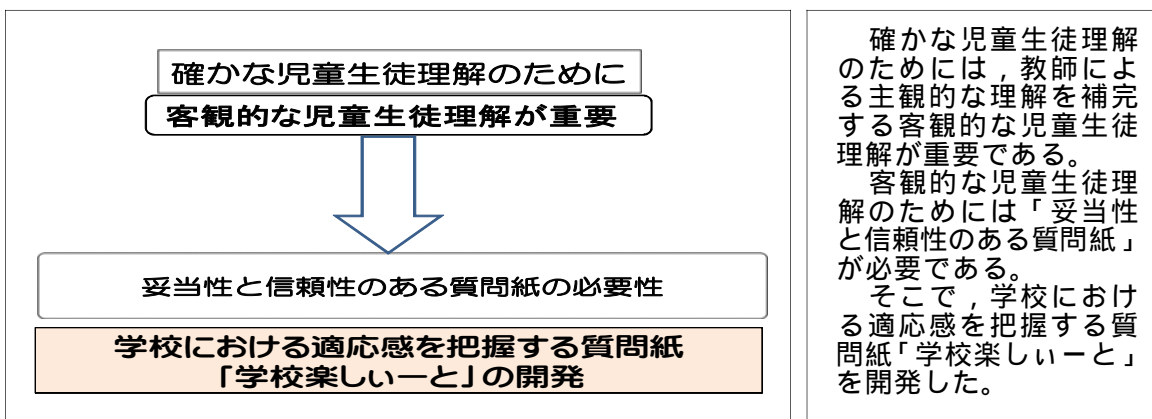 確かな児童生徒理解のために
客観的な児童生徒理解が重要
妥当性と信頼性のある質問紙の必要性
学校における適応感を把握する質問紙
「学校楽しぃーと」の開発
確かな児童生徒理解
のためには，教師によ
る主観的な理解を補完
する客観的な児童生徒
理解が重要である。
客観的な児童生徒理
解のためには「妥当性
と信頼性のある質問紙」
が必要である。
そこで，学校におけ
る適応感を把握する質
問紙「学校楽しぃーと」
を開発した。